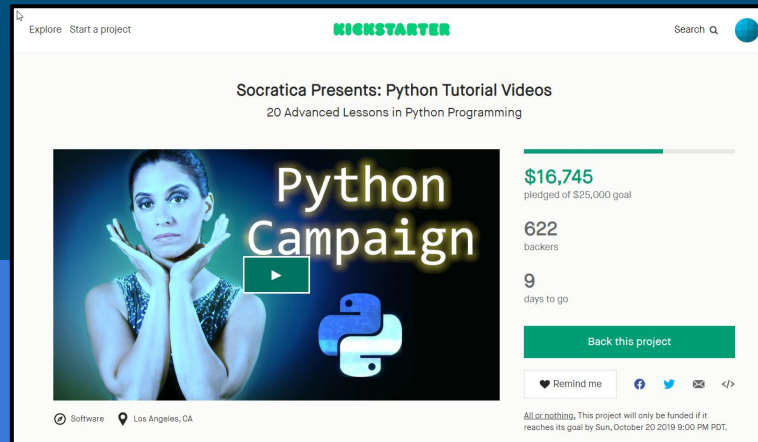 Explore Start a project KICKSTARTER Search
Socratica Presents: Python Tutorial Videos
20 Advanced Lessons in Python Programming
Python
Campaign
$16,745
pledged of $25,000 goal
622
backers
9
days to go
Back this project
Remind me
Software Los Angeles, CA
All or nothing. This project will only be funded if it
reaches its goal by Sun, October 20 2019 9:00 PM PDT.